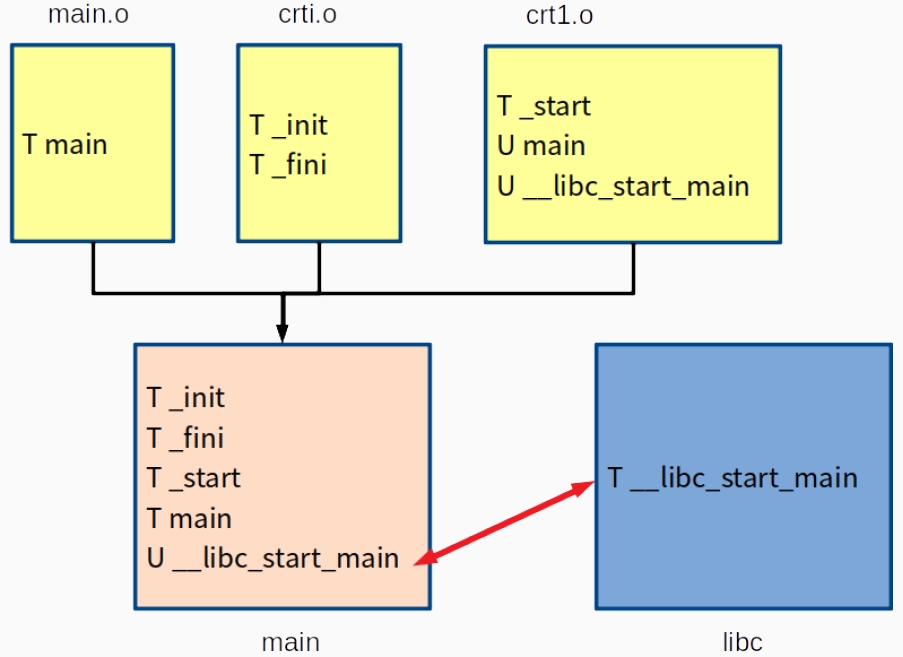 main.o
crti.o
crt1.o
T main
T _init
T _fini
T _start
U main
U __libc_start_main
T _init
T _fini
T _start
T main
U __libc_start_main
T __libc_start_main
main
libc